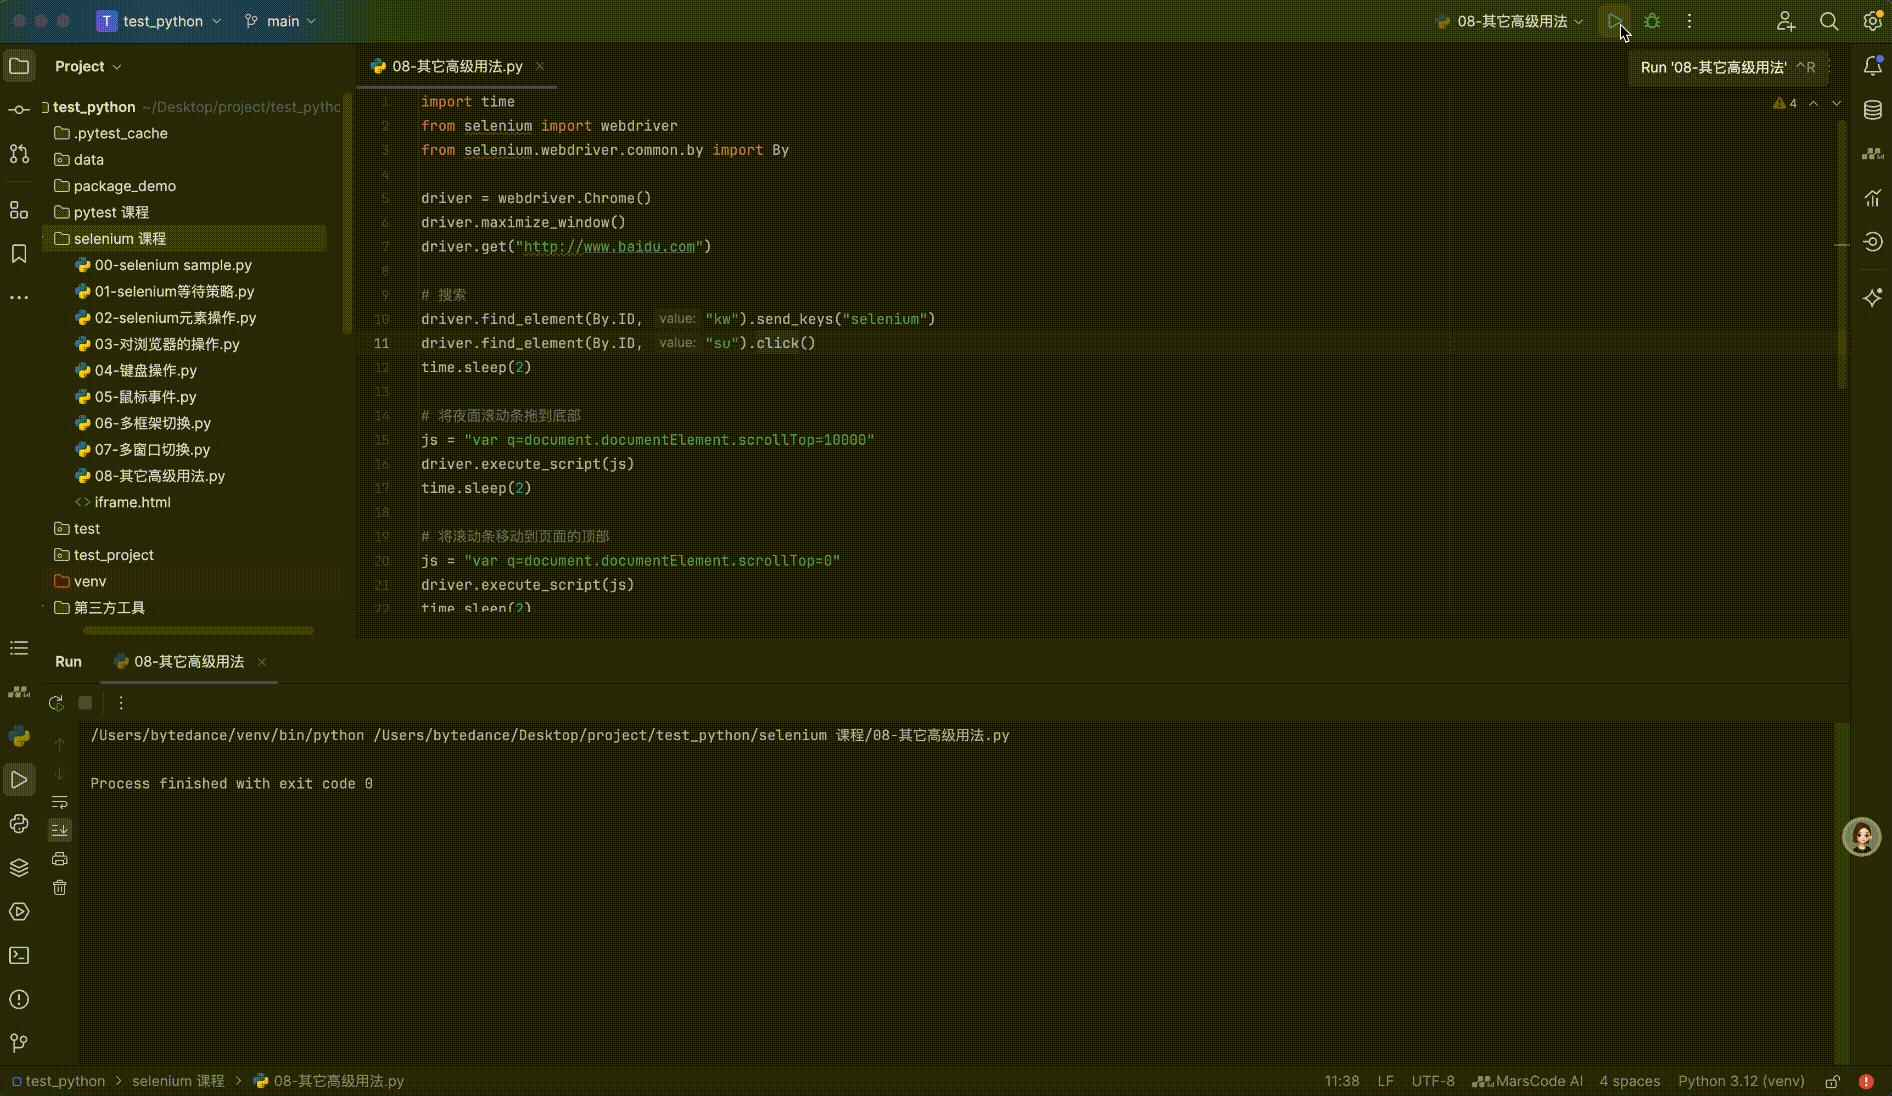 T test_python main 08-其它高级用法
Project
08-其它高级用法.py
Run '08-其它高级用法' ^R
test_python ~/Desktop/project/test_pytho
.pytest_cache
data
package_demo
pytest 课程
selenium 课程
00-selenium sample.py
01-selenium等待策略.py
02-selenium元素操作.py
03-对浏览器的操作.py
04-键盘操作.py
05-鼠标事件.py
06-多框架切换.py
07-多窗口切换.py
08-其它高级用法.py
<> iframe.html
test
test_project
venv
第三方工具
4
1 import time
2 from selenium import webdriver
3 from selenium.webdriver.common.by import By
4
5 driver = webdriver.Chrome()
6 driver.maximize_window()
7 driver.get("http://www.baidu.com")
8
9 # 搜索
10 driver.find_element(By.ID, value: "kw").send_keys("selenium")
11 driver.find_element(By.ID, value: "su").click()
12 time.sleep(2)
13
14 # 将夜面滚动条拖到底部
15 js = "var q=document.documentElement.scrollTop=10000"
16 driver.execute_script(js)
17 time.sleep(2)
18
19 # 将滚动条移动到页面的顶部
20 js = "var q=document.documentElement.scrollTop=0"
21 driver.execute_script(js)
22 time.sleep(2)
Run 08-其它高级用法
/Users/bytedance/venv/bin/python /Users/bytedance/Desktop/project/test_python/selenium 课程/08-其它高级用法.py
Process finished with exit code 0
test_python > selenium 课程 > 08-其它高级用法.py
11:38 LF UTF-8 MarsCode AI 4 spaces Python 3.12 (venv)